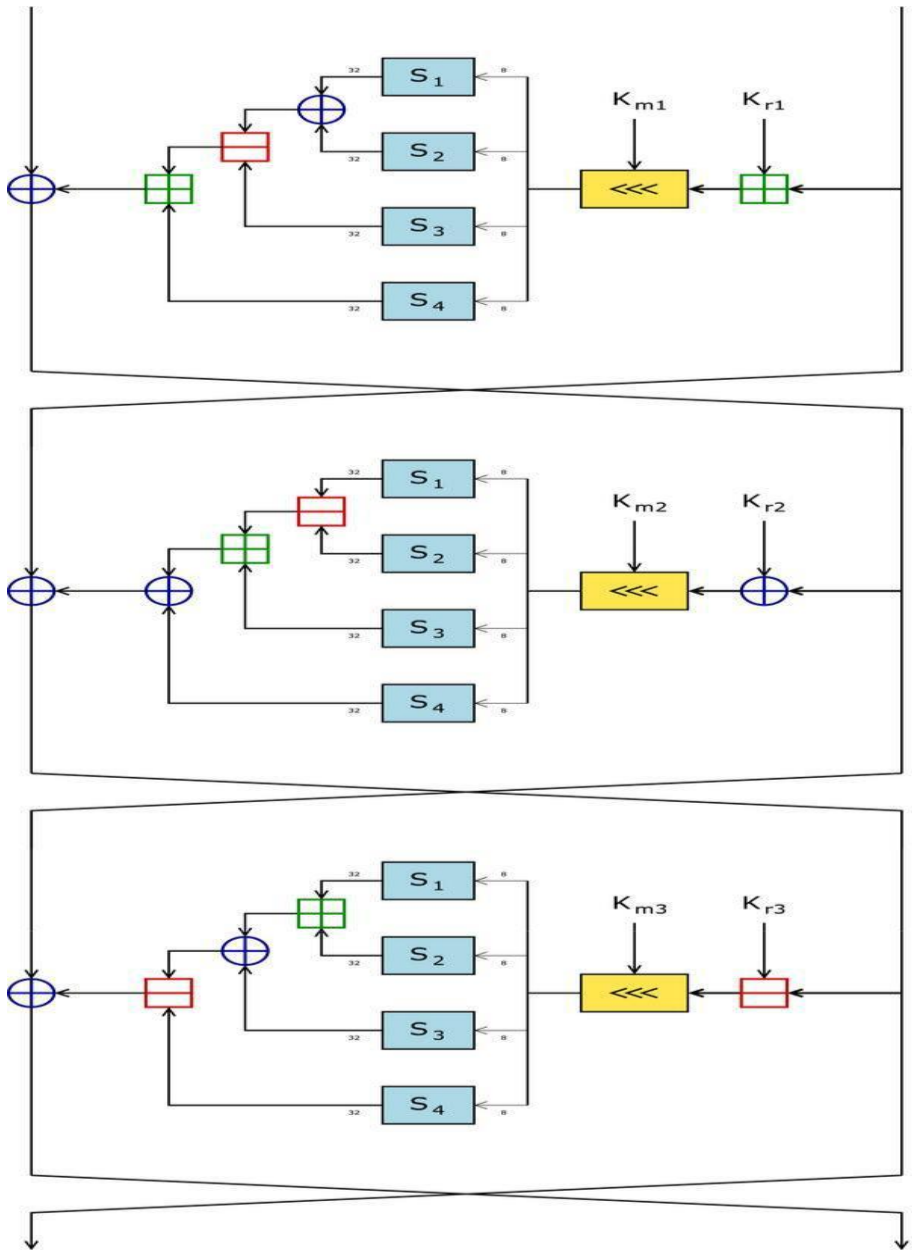 32 S1 8
Km1 Kr1
32 S2 8
<<<
32 S3 8
32 S4 8
32 S1 8
Km2 Kr2
32 S2 8
<<<
32 S3 8
32 S4 8
32 S1 8
Km3 Kr3
32 S2 8
<<<
32 S3 8
32 S4 8